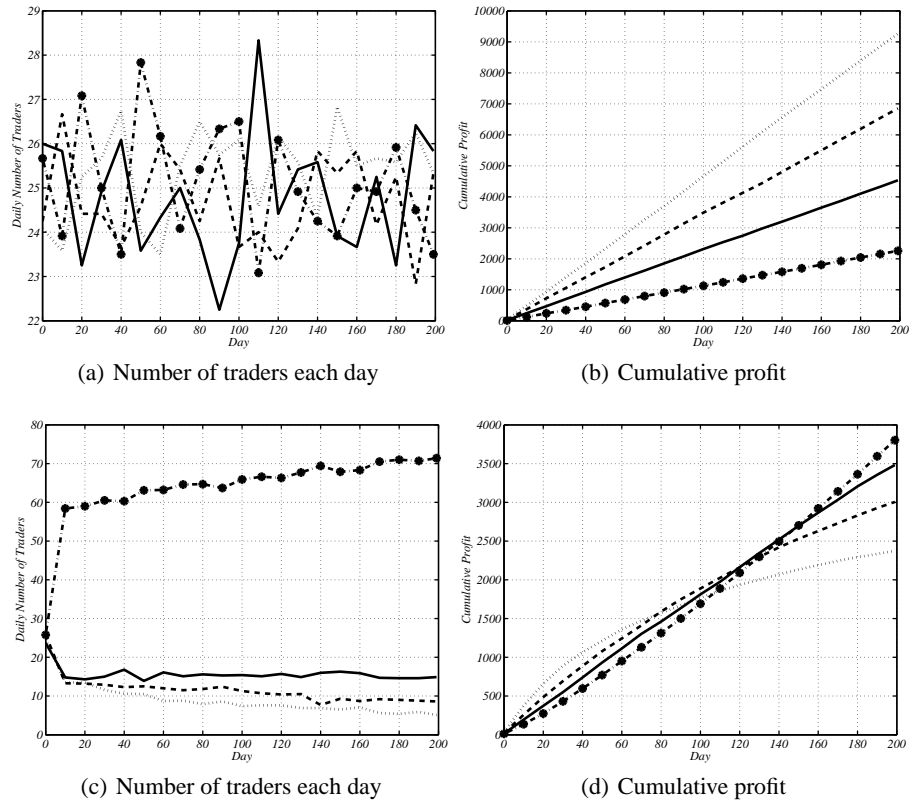 29
28
27
26
25
24
23
22
Daily Number of Traders
0 20 40 60 80 100 120 140 160 180 200
Day
(a) Number of traders each day
10000
9000
8000
7000
6000
5000
4000
3000
2000
1000
0
Cumulative Profit
0 20 40 60 80 100 120 140 160 180 200
Day
(b) Cumulative profit
80
70
60
50
40
30
20
10
0
Daily Number of Traders
0 20 40 60 80 100 120 140 160 180 200
Day
(c) Number of traders each day
4000
3500
3000
2500
2000
1500
1000
500
0
Cumulative Profit
0 20 40 60 80 100 120 140 160 180 200
Day
(d) Cumulative profit